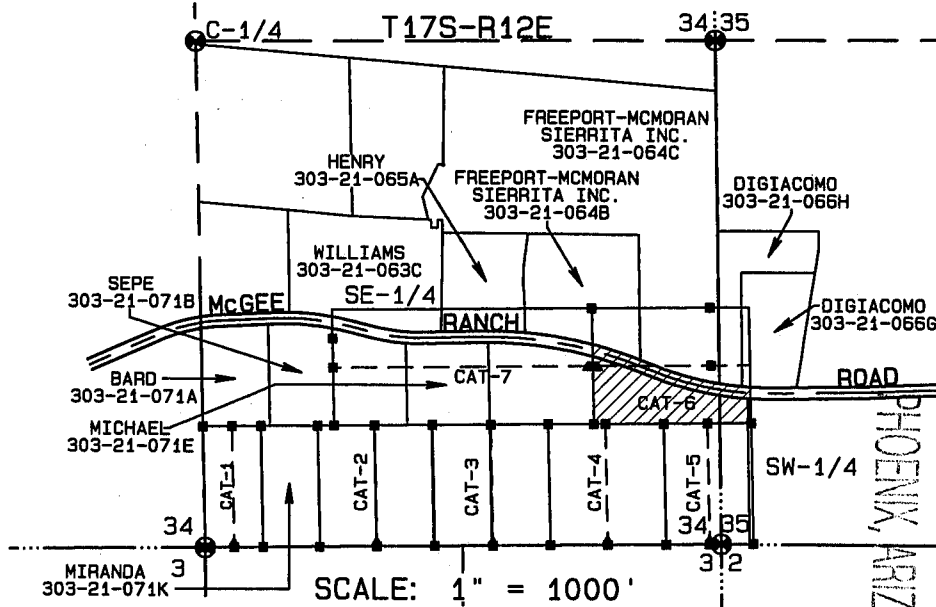 C-1/4
T17S-R12E
34 35
FREEPORT-MCMORAN
SIERRITA INC.
303-21-064C
HENRY
303-21-065A
FREEPORT-MCMORAN
SIERRITA INC.
303-21-064B
DIGIACOMO
303-21-066H
WILLIAMS
303-21-063C
SEPE
303-21-071B
SE-1/4
McGEE
RANCH
ROAD
DIGIACOMO
303-21-066G
BARD
303-21-071A
CAT-7
CAT-6
MICHAEL
303-21-071E
CAT-1
CAT-2
CAT-3
CAT-4
CAT-5
SW-1/4
PHOENIX, ARIZ
34
3
34 35
3 2
MIRANDA
303-21-071K
SCALE: 1" = 1000'